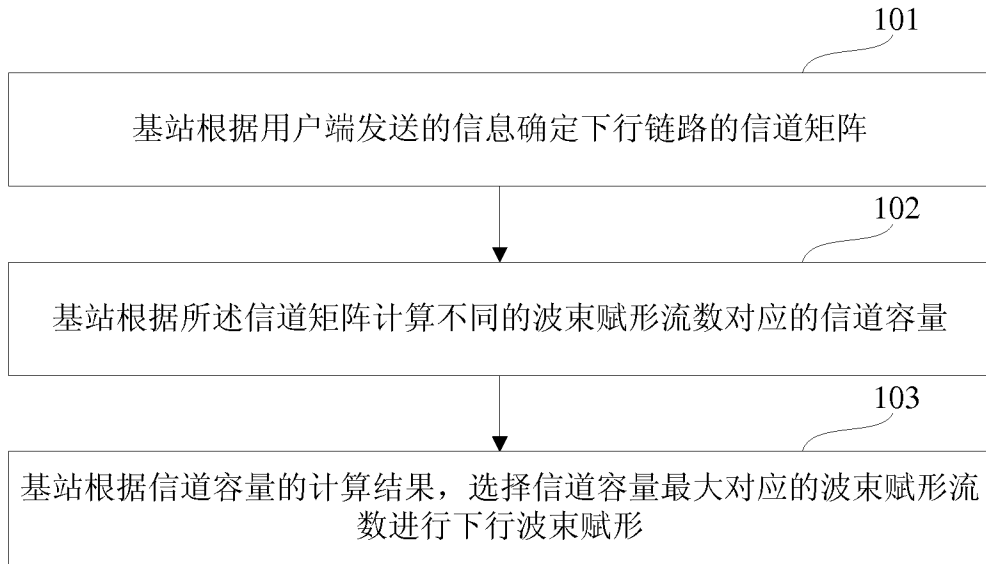 101
基站根据用户端发送的信息确定下行链路的信道矩阵
102
基站根据所述信道矩阵计算不同的波束赋形流数对应的信道容量
103
基站根据信道容量的计算结果，选择信道容量最大对应的波束赋形流
数进行下行波束赋形